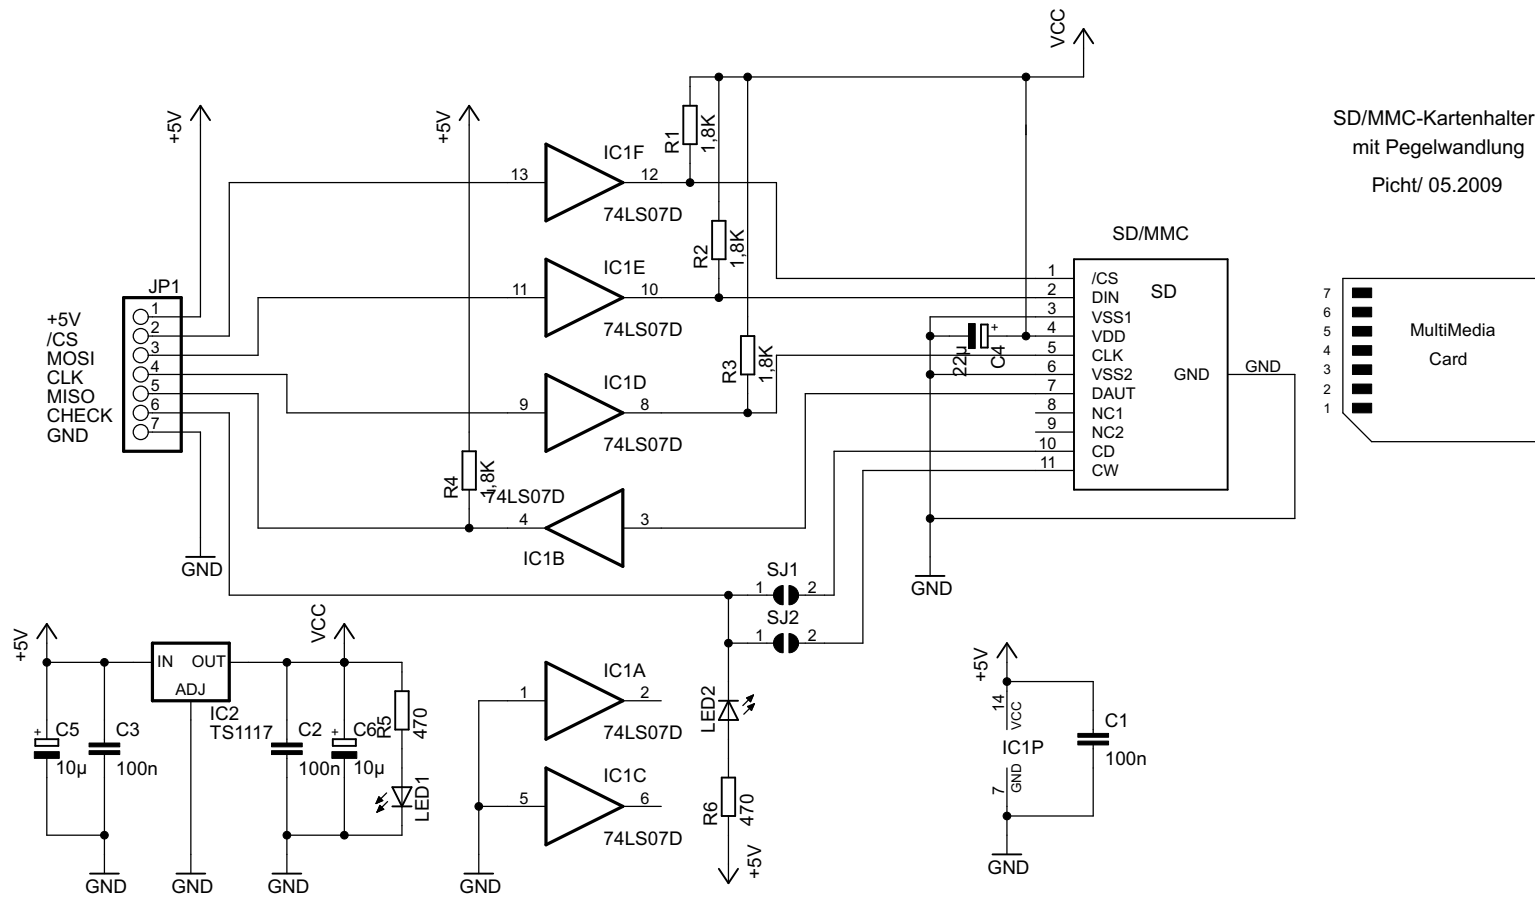 VCC
SD/MMC-Kartenhalter
mit Pegelwandlung
Picht/ 05.2009
+5V
+5V
R1
1,8K
IC1F
13
12
74LS07D
R2
1,8K
IC1E
11
10
74LS07D
R3
1,8K
IC1D
9
8
74LS07D
R4
1,8K
74LS07D
4
3
IC1B
JP1
+5V
1
/CS
2
MOSI
3
CLK
4
MISO
5
CHECK
6
GND
7
GND
SD/MMC
SD
1
/CS
2
DIN
3
VSS1
4
VDD
5
CLK
6
VSS2
7
DAUT
8
NC1
9
NC2
10
CD
11
CW
GND
GND
+
22µ
C4
GND
7
6
5
4
3
2
1
MultiMedia
Card
SJ1
1
2
SJ2
1
2
+5V
IN
OUT
ADJ
IC2
TS1117
VCC
+
C5
10µ
C3
100n
C2
100n
+
C6
10µ
R5
470
LED1
GND
GND
GND
IC1A
1
2
74LS07D
IC1C
5
6
74LS07D
GND
LED2
R6
470
+5V
+5V
14
VCC
IC1P
7
GND
C1
100n
GND